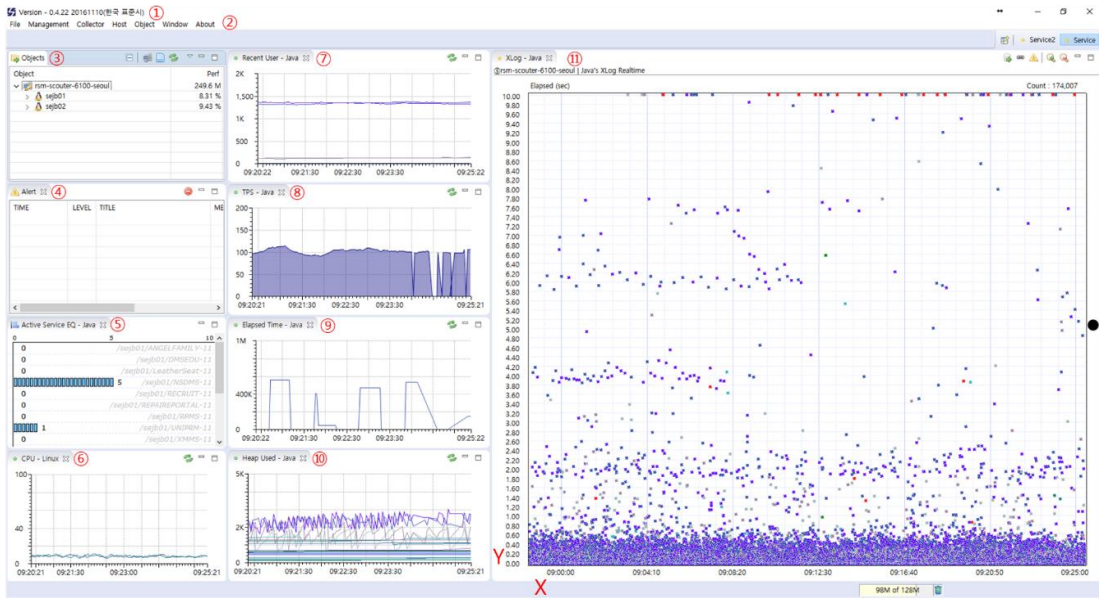 Version - 0.4.22 20161110(한국 표준시) ①
File Management Collector Host Object Window About ②
Service2 Service
Objects ③
Object Perf
rsm-scouter-6100-seoul 249.6 M
sejb01 8.31 %
sejb02 9.43 %
Alert ④
TIME LEVEL TITLE ME
Active Service EQ - Java ⑤
0 5 10
0 /sejb01/ANGELFAMILY-11
0 /sejb01/DMSEOU-11
0 /sejb01/LeatherSeat-11
5 /sejb01/NSDMS-11
0 /sejb01/RECRUIT-11
0 /sejb01/REPAIREPORTAL-11
0 /sejb01/RPMS-11
1 /sejb01/UNIPRM-11
0 /sejb01/XMMS-11
CPU - Linux ⑥
100
40
0
09:20:21 09:21:30 09:23:00 09:25:21
Recent User - Java ⑦
2K
1,500
1K
500
0
09:20:22 09:21:30 09:22:30 09:23:30 09:25:22
TPS - Java ⑧
200
150
100
50
0
09:20:21 09:21:30 09:22:30 09:23:30 09:25:21
Elapsed Time - Java ⑨
1M
400K
0
09:20:22 09:21:30 09:22:30 09:23:30 09:25:22
Heap Used - Java ⑩
5K
2K
0
09:20:21 09:21:30 09:22:30 09:23:30 09:25:21
XLog - Java ⑪
①rsm-scouter-6100-seoul | Java's XLog Realtime
Elapsed (sec) Count : 174,007
10.00
9.60
9.40
9.20
9.00
8.80
8.60
8.40
8.20
8.00
7.80
7.60
7.40
7.20
7.00
6.80
6.60
6.40
6.20
6.00
5.80
5.60
5.40
5.20
5.00
4.80
4.60
4.40
4.20
4.00
3.80
3.60
3.40
3.20
3.00
2.80
2.60
2.40
2.20
2.00
1.80
1.60
1.40
1.20
1.00
0.80
0.60
0.40
0.20
0.00
Y
09:00:00 09:04:10 09:08:20 09:12:30 09:16:40 09:20:50 09:25:00
X
98M of 128M